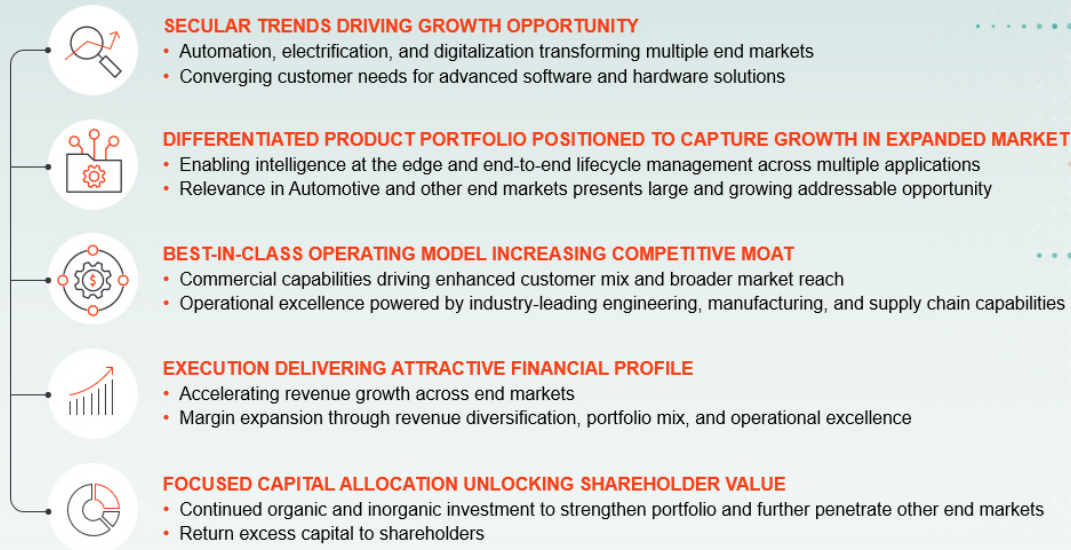 SECULAR TRENDS DRIVING GROWTH OPPORTUNITY
• Automation, electrification, and digitalization transforming multiple end markets
• Converging customer needs for advanced software and hardware solutions
DIFFERENTIATED PRODUCT PORTFOLIO POSITIONED TO CAPTURE GROWTH IN EXPANDED MARKET
• Enabling intelligence at the edge and end-to-end lifecycle management across multiple applications
• Relevance in Automotive and other end markets presents large and growing addressable opportunity
BEST-IN-CLASS OPERATING MODEL INCREASING COMPETITIVE MOAT
• Commercial capabilities driving enhanced customer mix and broader market reach
• Operational excellence powered by industry-leading engineering, manufacturing, and supply chain capabilities
$
EXECUTION DELIVERING ATTRACTIVE FINANCIAL PROFILE
• Accelerating revenue growth across end markets
• Margin expansion through revenue diversification, portfolio mix, and operational excellence
FOCUSED CAPITAL ALLOCATION UNLOCKING SHAREHOLDER VALUE
• Continued organic and inorganic investment to strengthen portfolio and further penetrate other end markets
• Return excess capital to shareholders